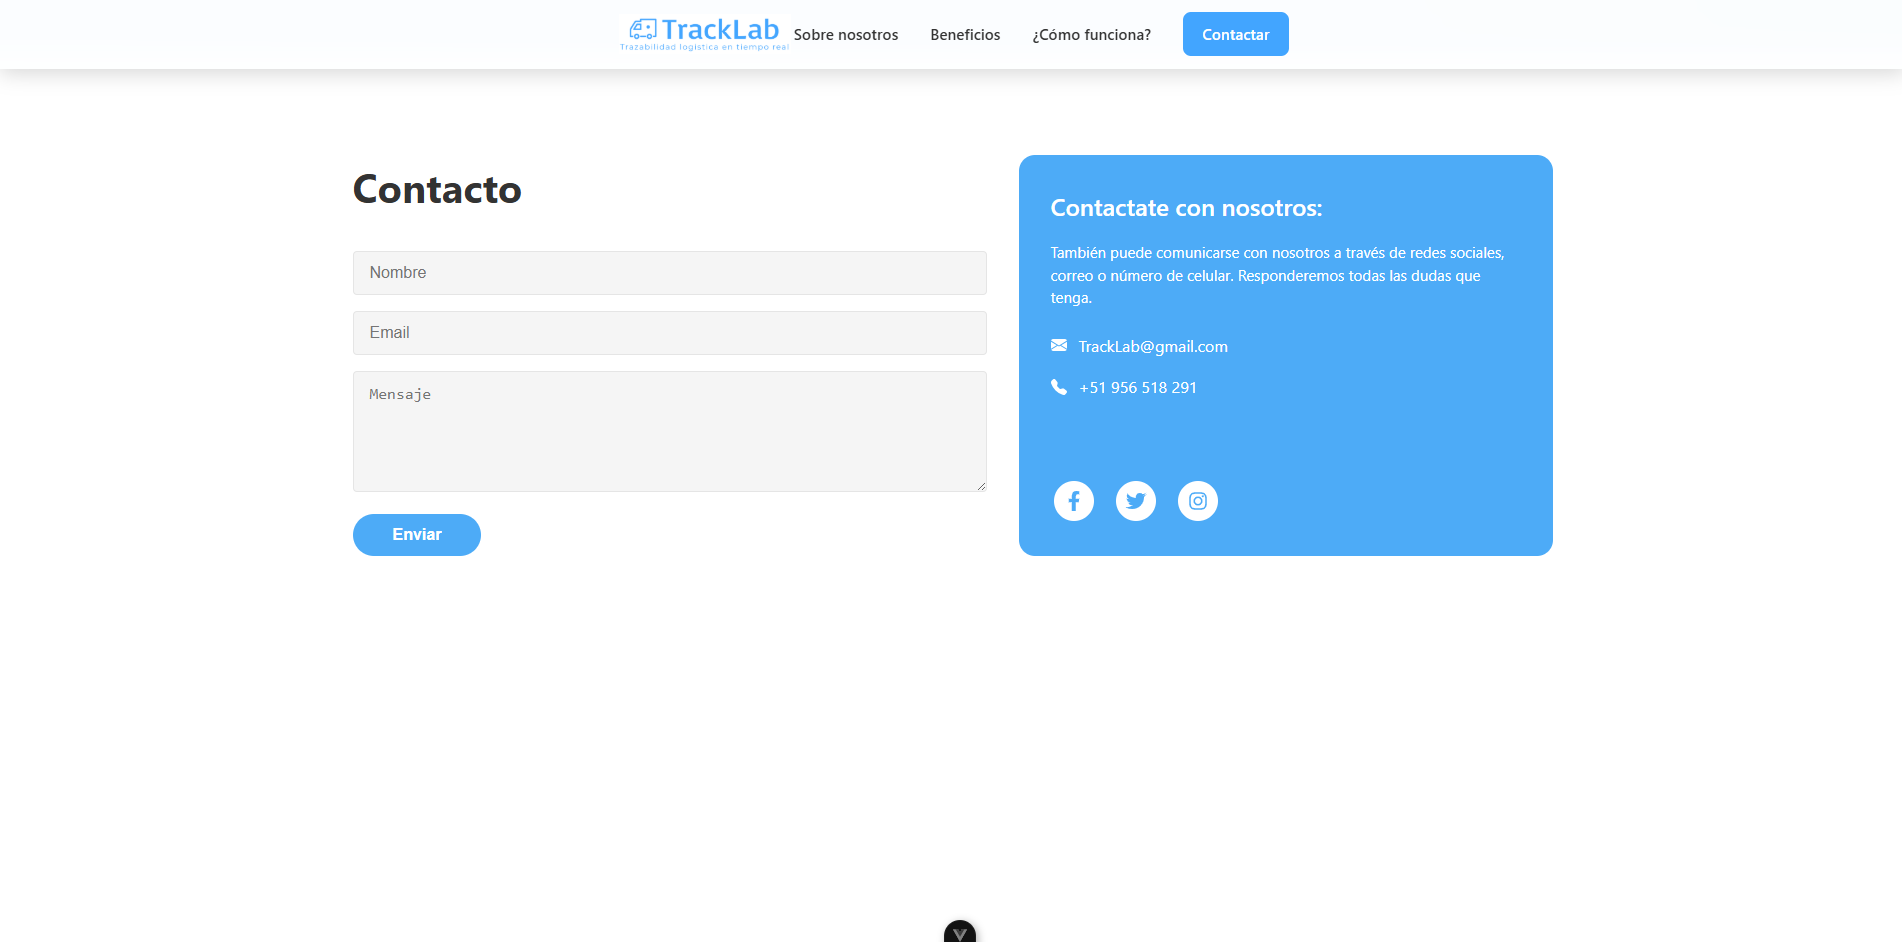 TrackLab
Trazabilidad logística en tiempo real
Sobre nosotros
Beneficios
¿Cómo funciona?
Contactar
Contacto
Nombre
Email
Mensaje
Enviar
Contactate con nosotros:
También puede comunicarse con nosotros a través de redes sociales,
correo o número de celular. Responderemos todas las dudas que
tenga.
TrackLab@gmail.com
+51 956 518 291